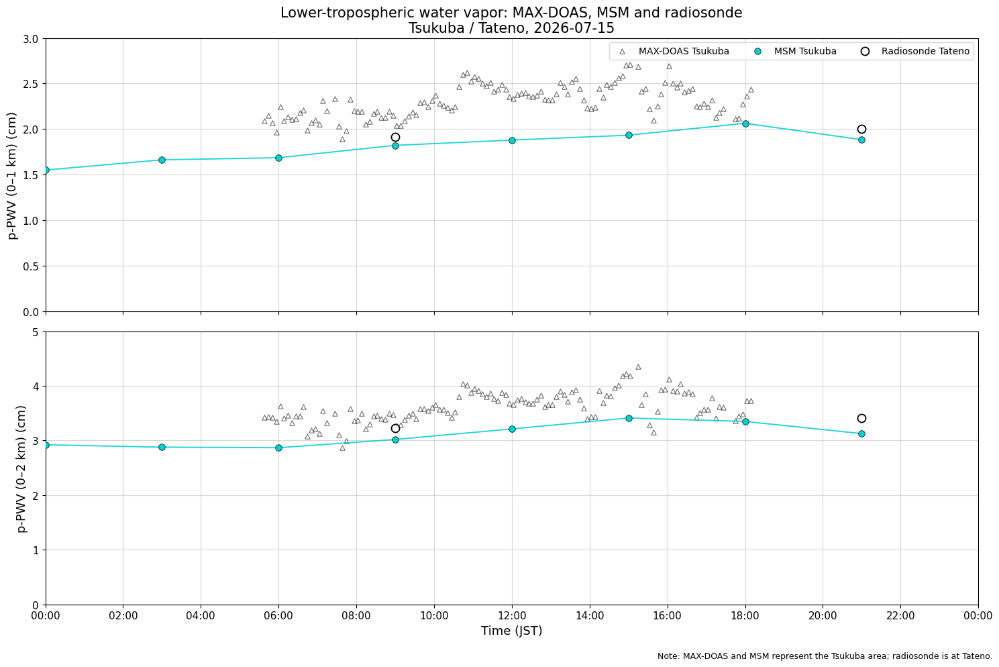 Lower-tropospheric water vapor: MAX-DOAS, MSM and radiosonde
Tsukuba / Tateno, 2026-07-15
MAX-DOAS Tsukuba
MSM Tsukuba
Radiosonde Tateno
3.0
2.5
2.0
1.5
1.0
0.5
0.0
p-PWV (0–1 km) (cm)
5
4
3
2
1
0
p-PWV (0–2 km) (cm)
00:00 02:00 04:00 06:00 08:00 10:00 12:00 14:00 16:00 18:00 20:00 22:00 00:00
Time (JST)
Note: MAX-DOAS and MSM represent the Tsukuba area; radiosonde is at Tateno.